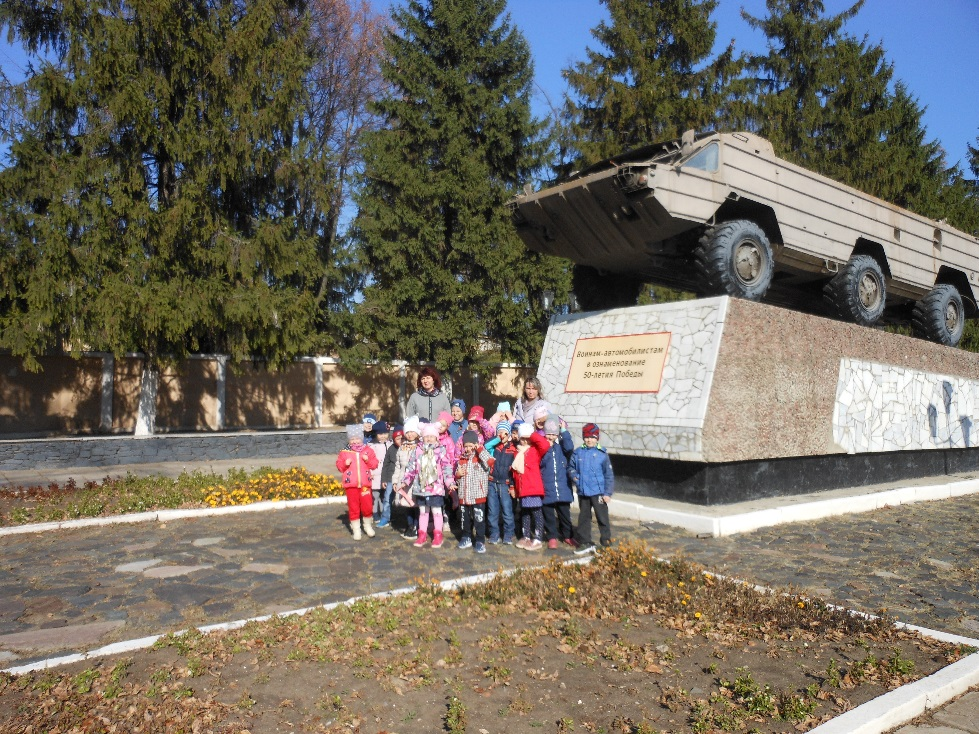 Воинам-автомобилистам
в ознаменование
50-летия Победы